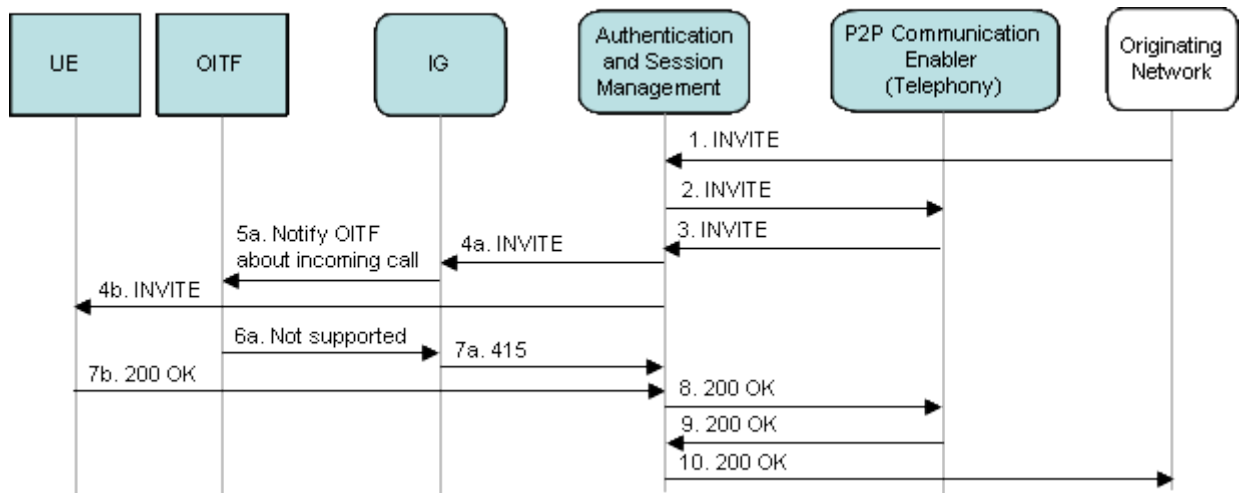 UE
OITF
IG
Authentication
and Session
Management
P2P Communication
Enabler
(Telephony)
Originating
Network
1. INVITE
2. INVITE
3. INVITE
4a. INVITE
5a. Notify OITF
about incoming call
4b. INVITE
6a. Not supported
7a. 415
7b. 200 OK
8. 200 OK
9. 200 OK
10. 200 OK